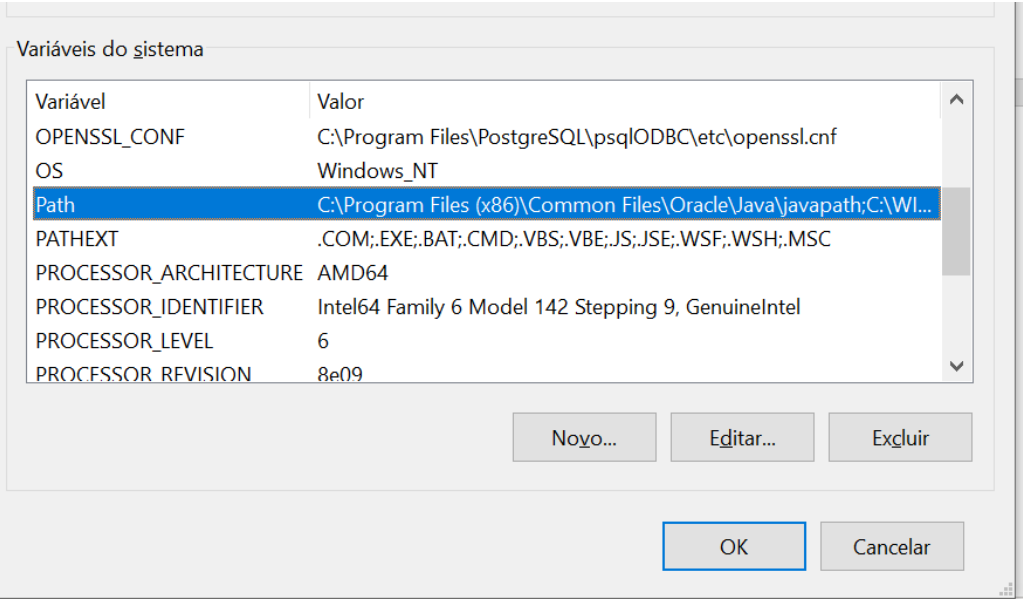 Variáveis do sistema
Variável Valor
OPENSSL_CONF C:\Program Files\PostgreSQL\psqlODBC\etc\openssl.cnf
OS Windows_NT
Path C:\Program Files (x86)\Common Files\Oracle\Java\javapath;C:\WI...
PATHEXT .COM;.EXE;.BAT;.CMD;.VBS;.VBE;.JS;.JSE;.WSF;.WSH;.MSC
PROCESSOR_ARCHITECTURE AMD64
PROCESSOR_IDENTIFIER Intel64 Family 6 Model 142 Stepping 9, GenuineIntel
PROCESSOR_LEVEL 6
PROCESSOR_REVISION 8e09
Novo... Editar... Excluir
OK Cancelar